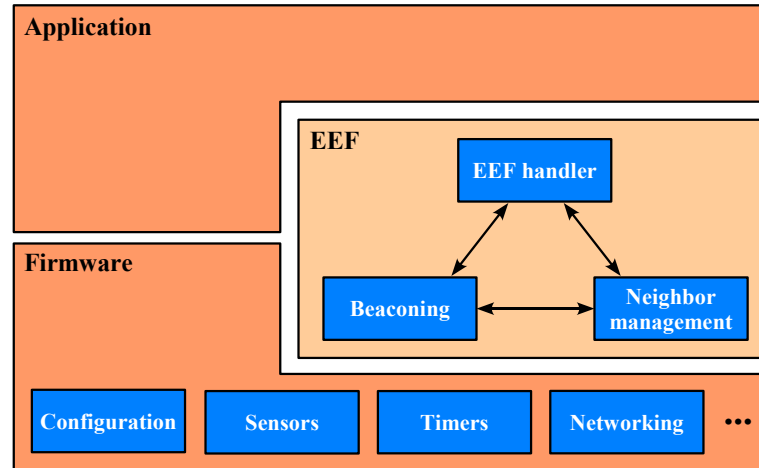 Application
EEF
EEF handler
Firmware
Beaconing
Neighbor
management
Configuration
Sensors
Timers
Networking
...